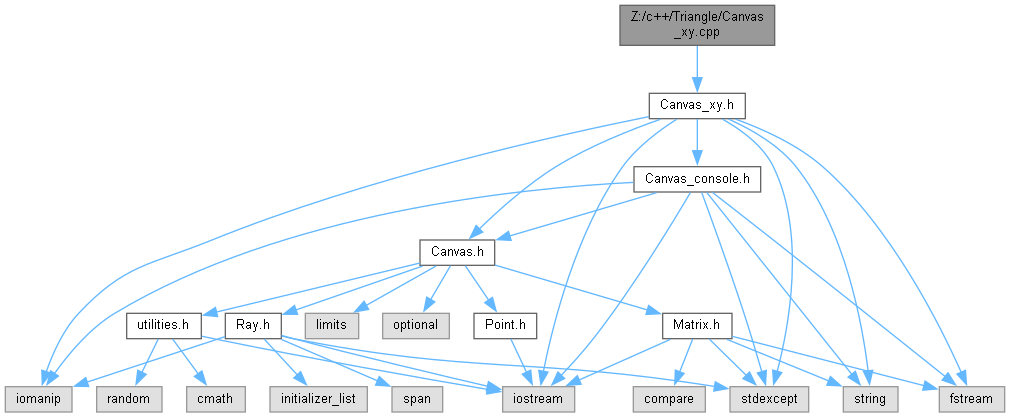 Z:/c++/Triangle/Canvas
_xy.cpp
Canvas_xy.h
Canvas_console.h
Canvas.h
utilities.h
Ray.h
limits
optional
Point.h
Matrix.h
iomanip
random
cmath
initializer_list
span
iostream
compare
stdexcept
string
fstream